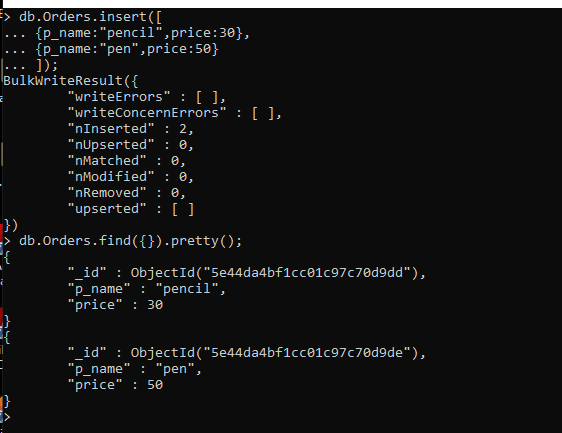 > db.Orders.insert([
... {p_name:"pencil",price:30},
... {p_name:"pen",price:50}
... ]);
BulkWriteResult({
        "writeErrors" : [ ],
        "writeConcernErrors" : [ ],
        "nInserted" : 2,
        "nUpserted" : 0,
        "nMatched" : 0,
        "nModified" : 0,
        "nRemoved" : 0,
        "upserted" : [ ]
})
> db.Orders.find({}).pretty();
{
        "_id" : ObjectId("5e44da4bf1cc01c97c70d9dd"),
        "p_name" : "pencil",
        "price" : 30
}
{
        "_id" : ObjectId("5e44da4bf1cc01c97c70d9de"),
        "p_name" : "pen",
        "price" : 50
}
>